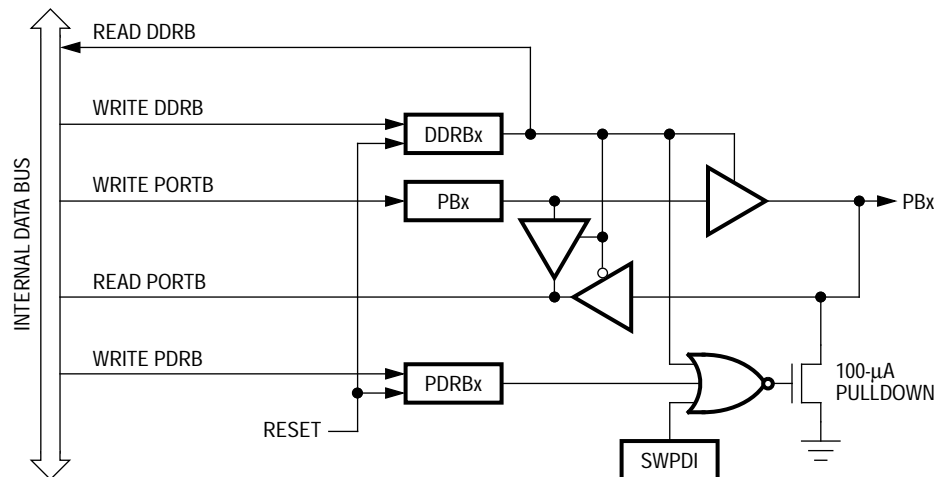 READ DDRB
WRITE DDRB
DDRBx
WRITE PORTB
PBx
PBx
INTERNAL DATA BUS
READ PORTB
WRITE PDRB
PDRBx
100-µA
PULLDOWN
RESET
SWPDI